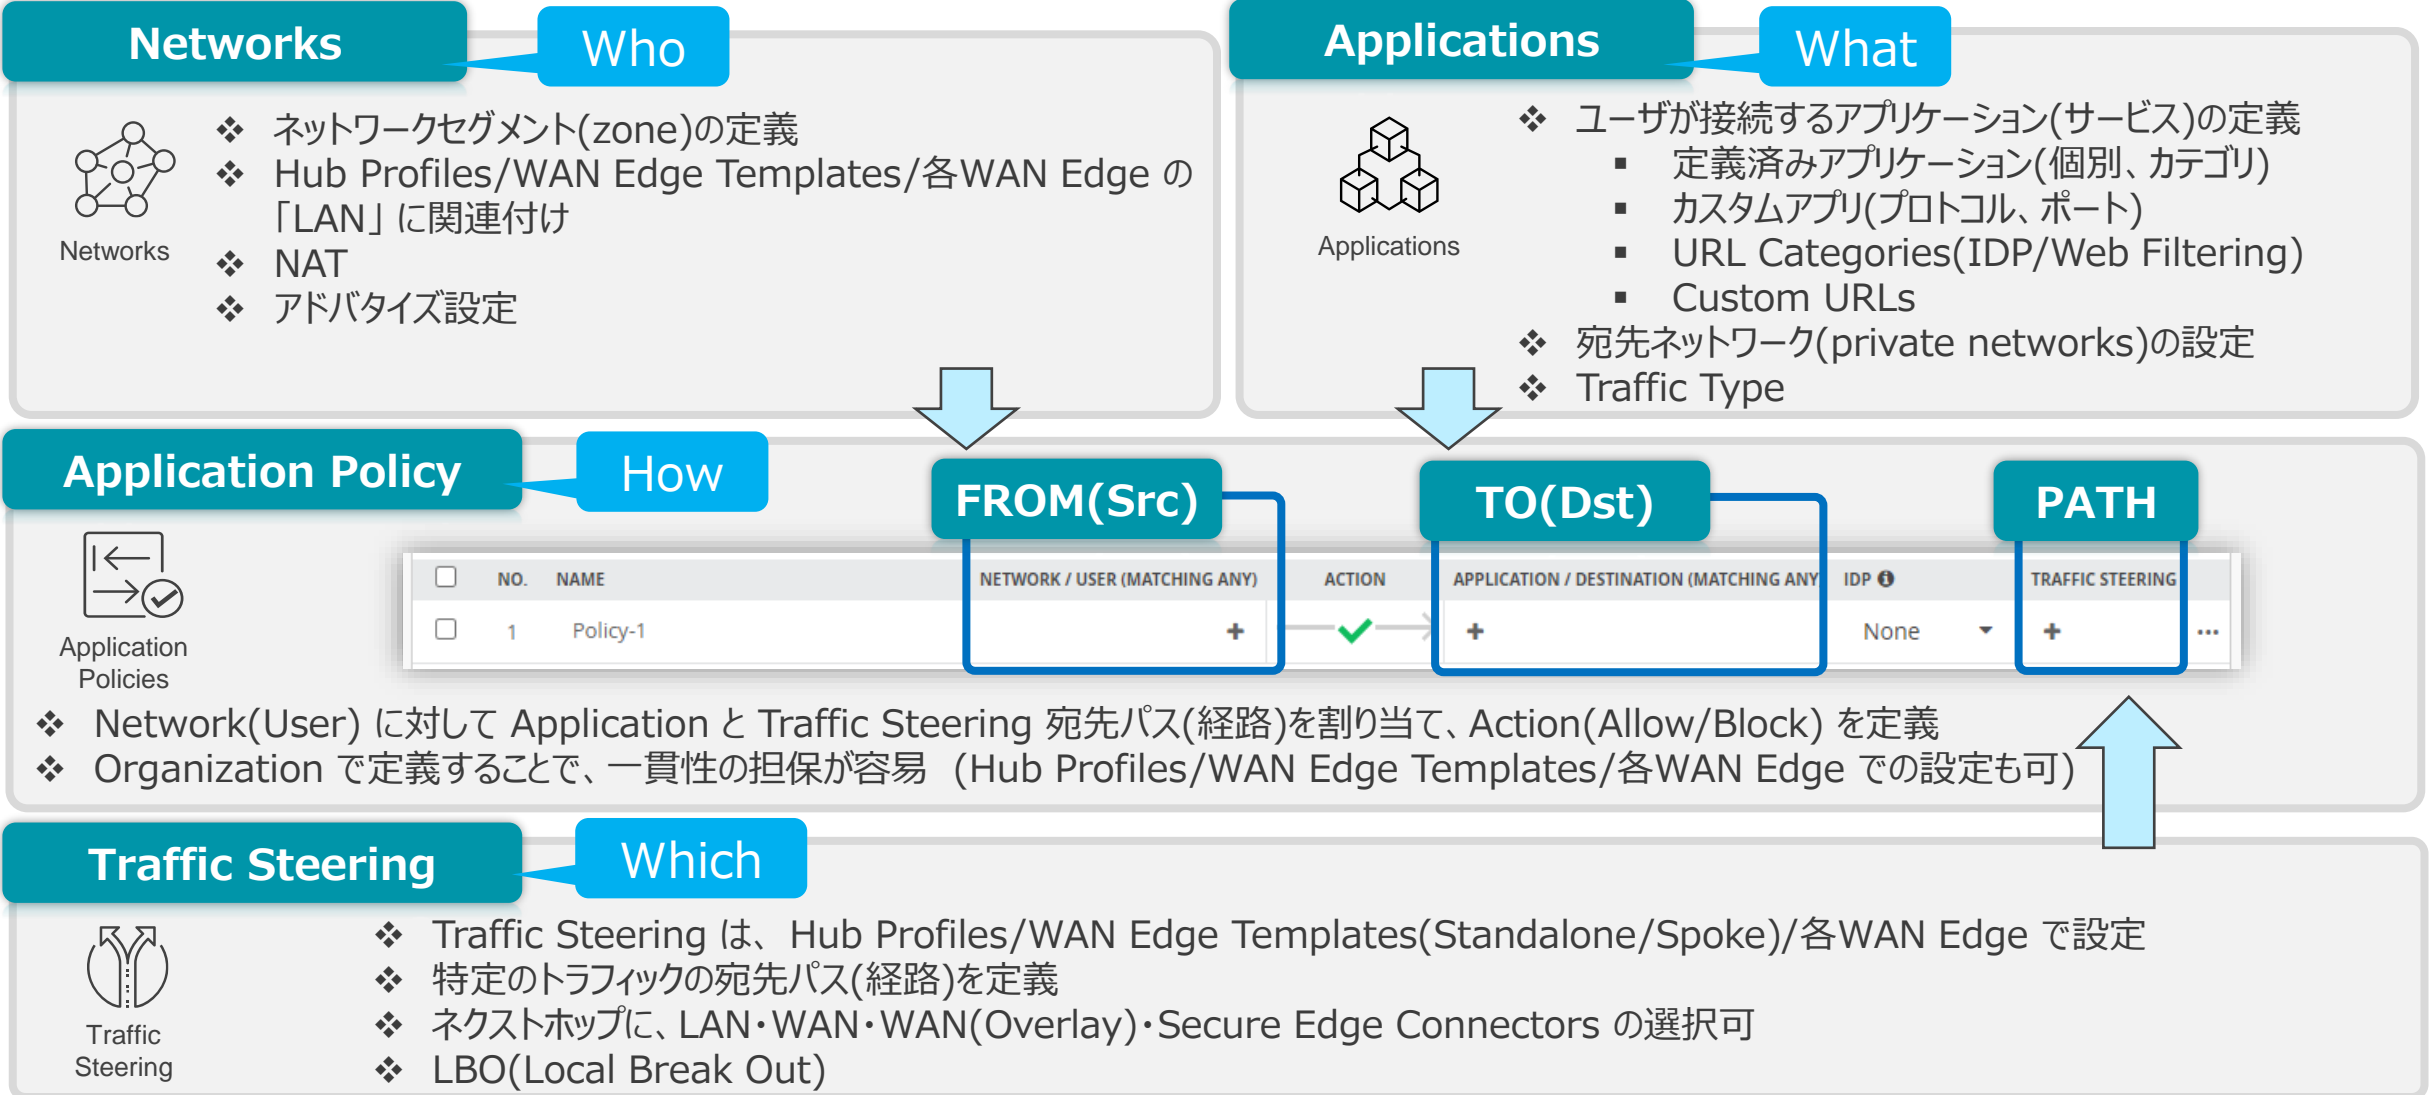 Networks
Who
Networks
❖ ネットワークセグメント(zone)の定義
❖ Hub Profiles/WAN Edge Templates/各WAN Edge の
「LAN」に関連付け
❖ NAT
❖ アドバタイズ設定
Applications
What
Applications
❖ ユーザが接続するアプリケーション(サービス)の定義
▪ 定義済みアプリケーション(個別、カテゴリ)
▪ カスタムアプリ(プロトコル、ポート)
▪ URL Categories(IDP/Web Filtering)
▪ Custom URLs
❖ 宛先ネットワーク(private networks)の設定
❖ Traffic Type
Application Policy
How
FROM(Src)
TO(Dst)
PATH
Application
Policies
NO. NAME NETWORK / USER (MATCHING ANY) ACTION APPLICATION / DESTINATION (MATCHING ANY IDP TRAFFIC STEERING
1 Policy-1 + + None + ...
❖ Network(User) に対して Application と Traffic Steering 宛先パス(経路)を割り当て、Action(Allow/Block) を定義
❖ Organization で定義することで、一貫性の担保が容易 (Hub Profiles/WAN Edge Templates/各WAN Edge での設定も可)
Traffic Steering
Which
Traffic
Steering
❖ Traffic Steering は、Hub Profiles/WAN Edge Templates(Standalone/Spoke)/各WAN Edge で設定
❖ 特定のトラフィックの宛先パス(経路)を定義
❖ ネクストホップに、LAN・WAN・WAN(Overlay)・Secure Edge Connectors の選択可
❖ LBO(Local Break Out)